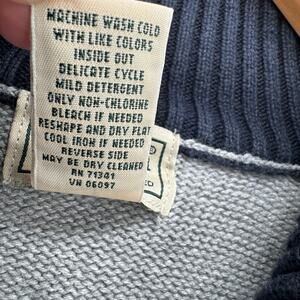 MACHINE WASH COLD
WITH LIKE COLORS
INSIDE OUT
DELICATE CYCLE
MILD DETERGENT
ONLY NON-CHLORINE
BLEACH IF NEEDED
RESHAPE AND DRY FLAT
COOL IRON IF NEEDED
REVERSE SIDE
MAY BE DRY CLEANED
RN 71341
VN 06097